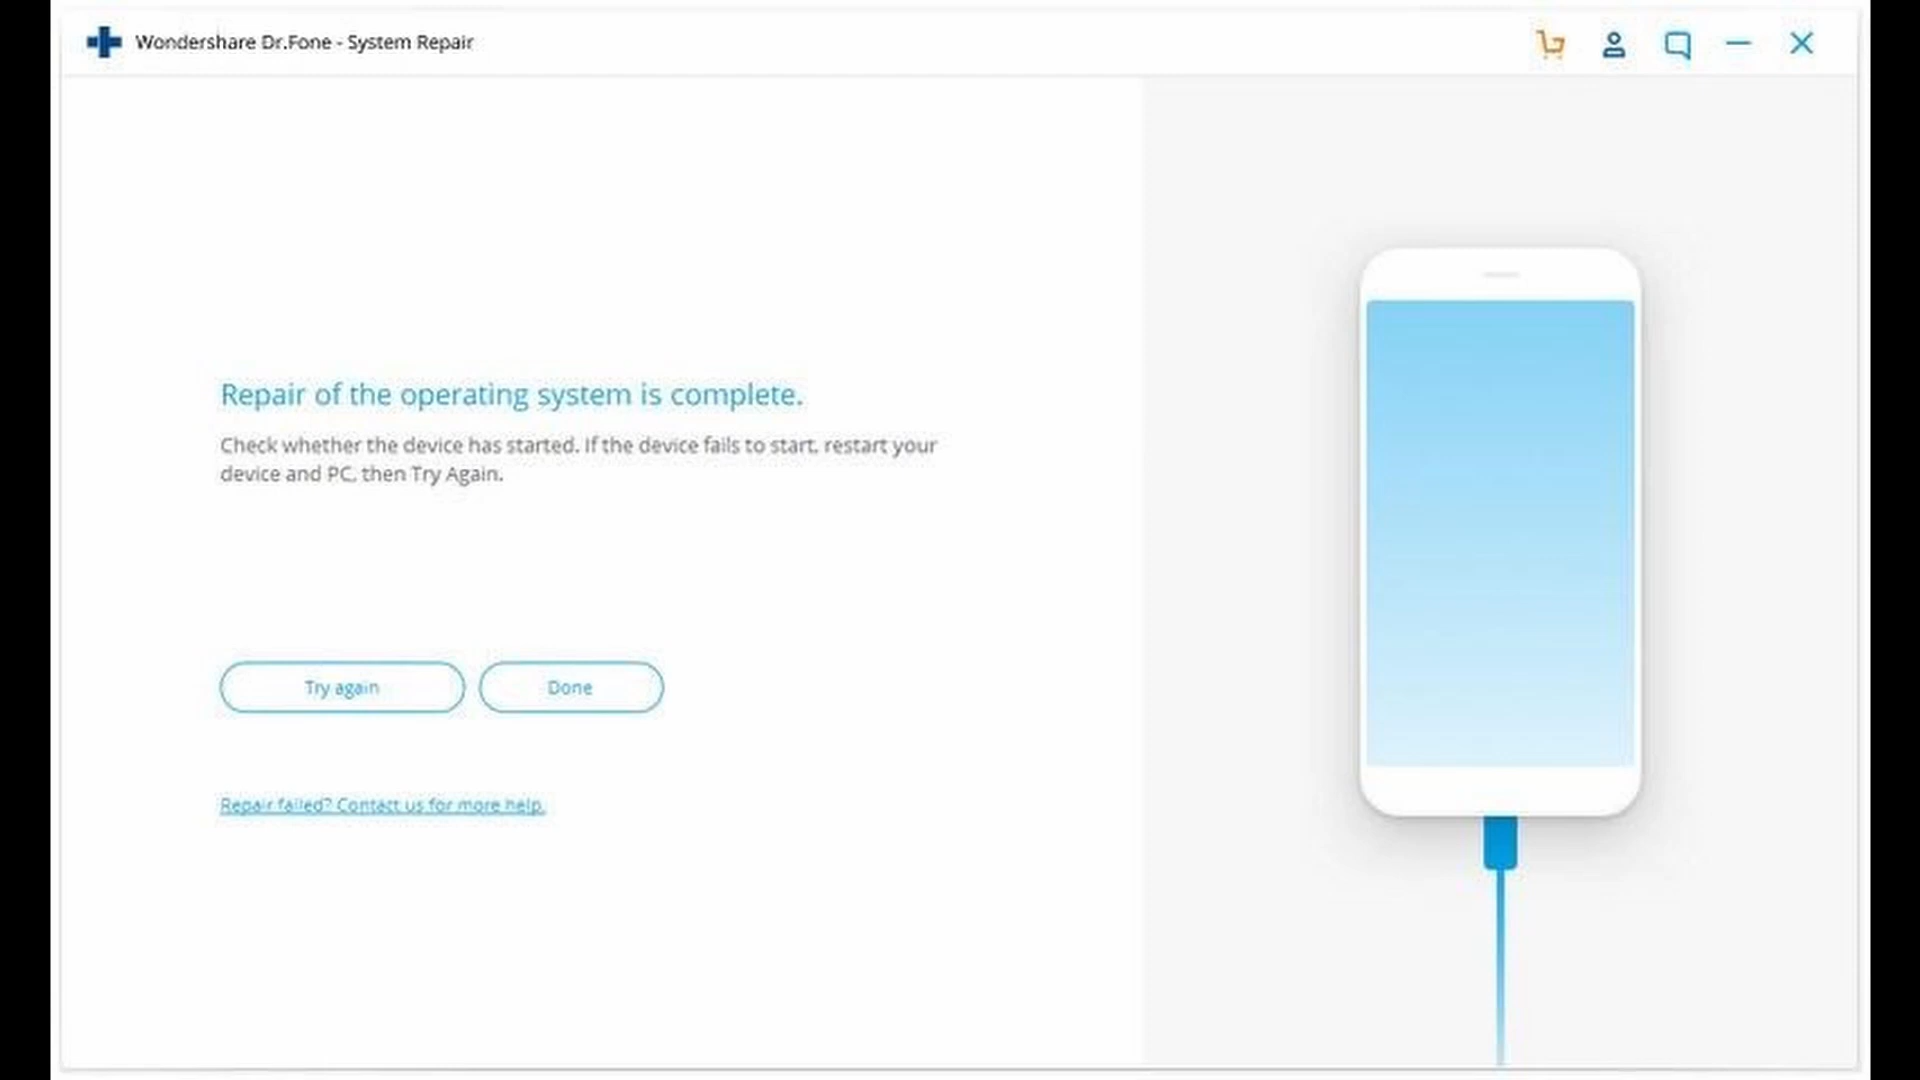 Wondershare Dr.Fone - System Repair
Repair of the operating system is complete.
Check whether the device has started. If the device fails to start, restart your
device and PC, then Try Again.
Try again
Done
Repair failed? Contact us for more help.